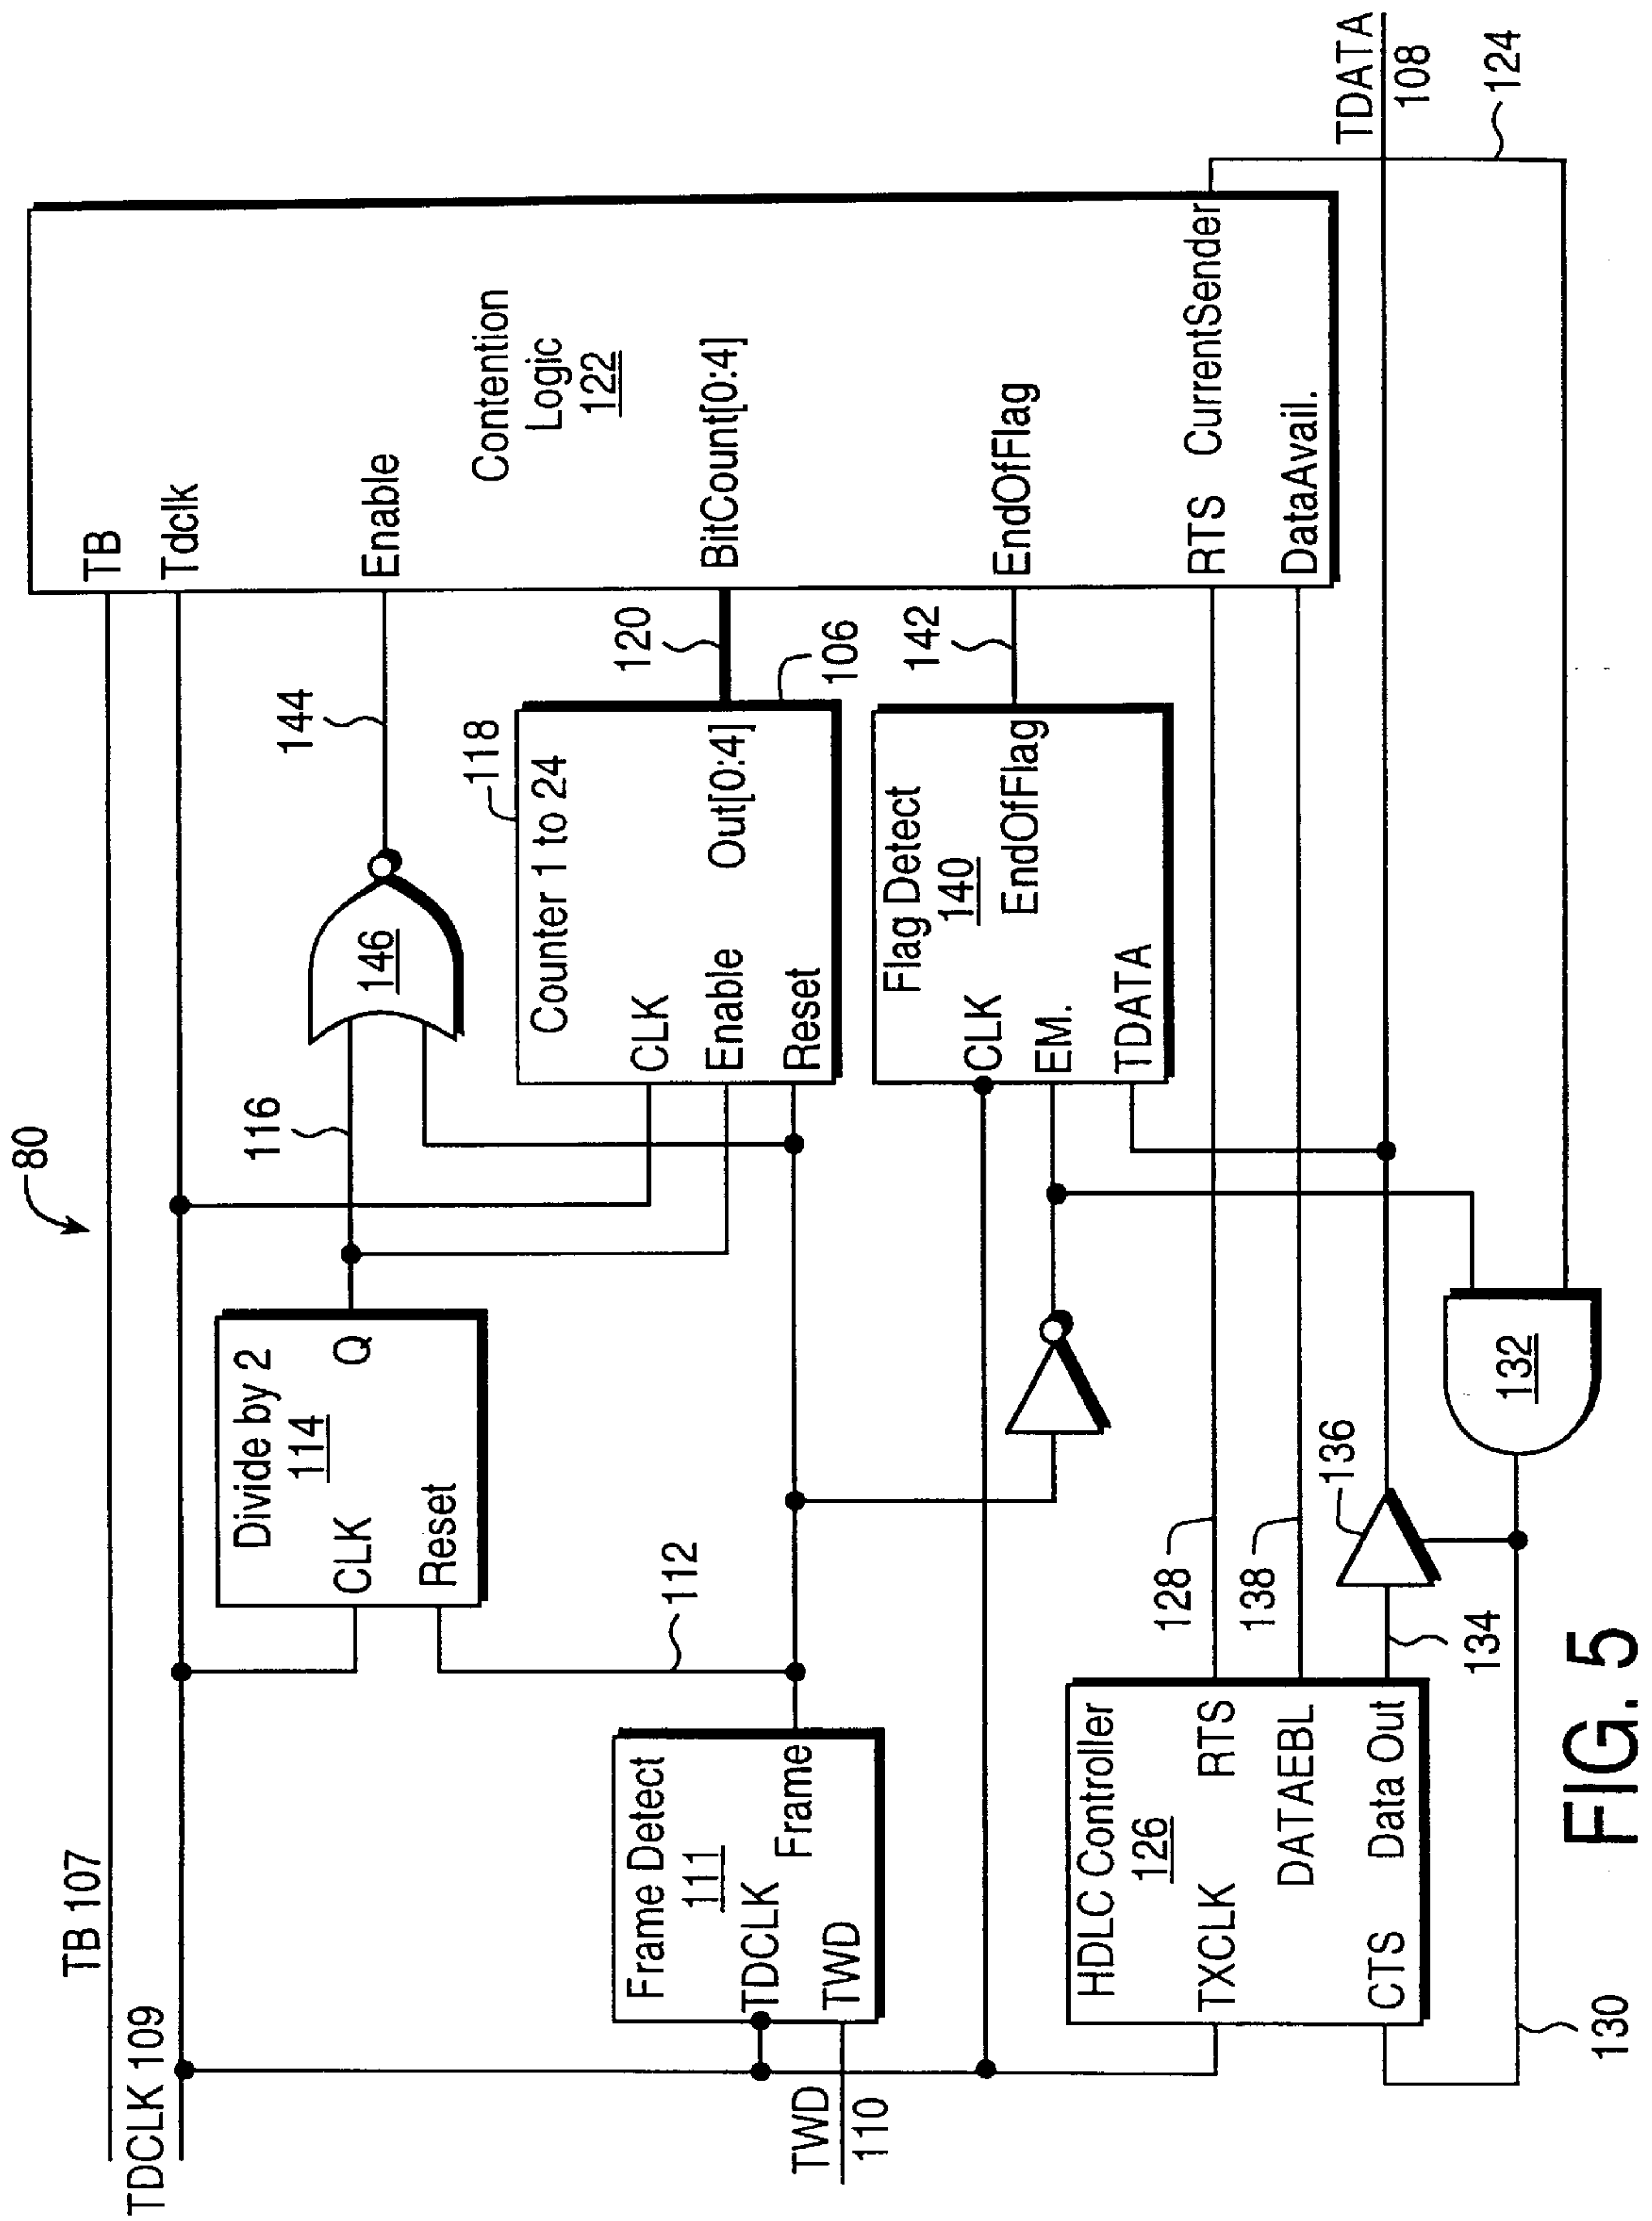 80
TB 107
TDCLK 109
TWD
110
Divide by 2
114
CLK
Q
Reset
116
146
144
112
Frame Detect
111
TDCLK
Frame
TWD
118
Counter 1 to 24
CLK
Enable
Out[0:4]
Reset
120
106
Flag Detect
140
CLK
EndOfFlag
EM.
TDATA
142
TB
Tdclk
Enable
Contention
Logic
122
BitCount[0:4]
EndOfFlag
RTS CurrentSender
DataAvail.
HDLC Controller
126
TXCLK
RTS
DATAEBL
CTS
Data Out
128
138
134
136
132
130
TDATA
108
124
FIG. 5